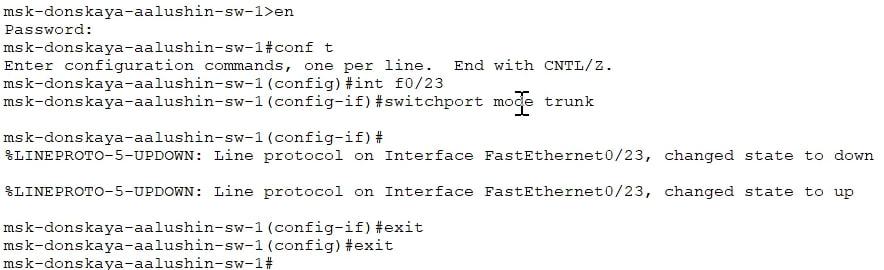 msk-donskaya-aalushin-sw-1>en
Password:
msk-donskaya-aalushin-sw-1#conf t
Enter configuration commands, one per line.  End with CNTL/Z.
msk-donskaya-aalushin-sw-1(config)#int f0/23
msk-donskaya-aalushin-sw-1(config-if)#switchport mode trunk
msk-donskaya-aalushin-sw-1(config-if)#
%LINEPROTO-5-UPDOWN: Line protocol on Interface FastEthernet0/23, changed state to down
%LINEPROTO-5-UPDOWN: Line protocol on Interface FastEthernet0/23, changed state to up
msk-donskaya-aalushin-sw-1(config-if)#exit
msk-donskaya-aalushin-sw-1(config)#exit
msk-donskaya-aalushin-sw-1#